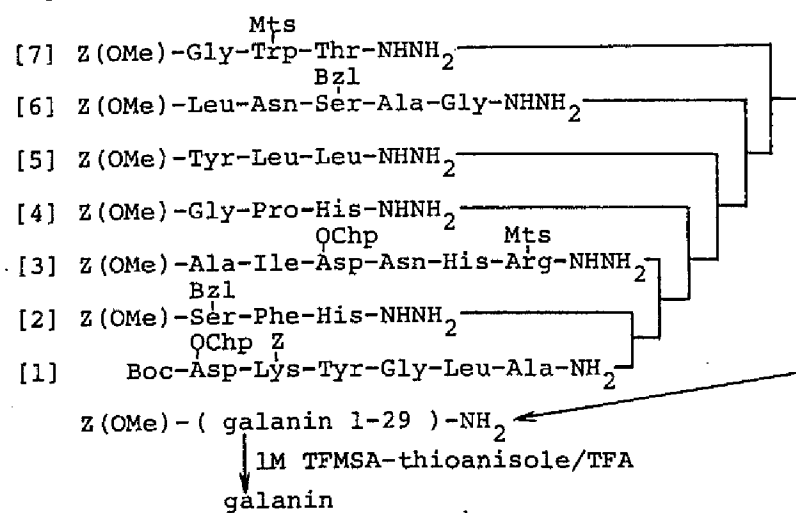 Mts
[7] Z(OMe)-Gly-Trp-Thr-NHNH2
Bzl
[6] Z(OMe)-Leu-Asn-Ser-Ala-Gly-NHNH2
[5] Z(OMe)-Tyr-Leu-Leu-NHNH2
[4] Z(OMe)-Gly-Pro-His-NHNH2
OChp Mts
[3] Z(OMe)-Ala-Ile-Asp-Asn-His-Arg-NHNH2
Bzl
[2] Z(OMe)-Ser-Phe-His-NHNH2
OChp Z
[1] Boc-Asp-Lys-Tyr-Gly-Leu-Ala-NH2
Z(OMe)-( galanin 1-29 )-NH2
1M TFMSA-thioanisole/TFA
galanin